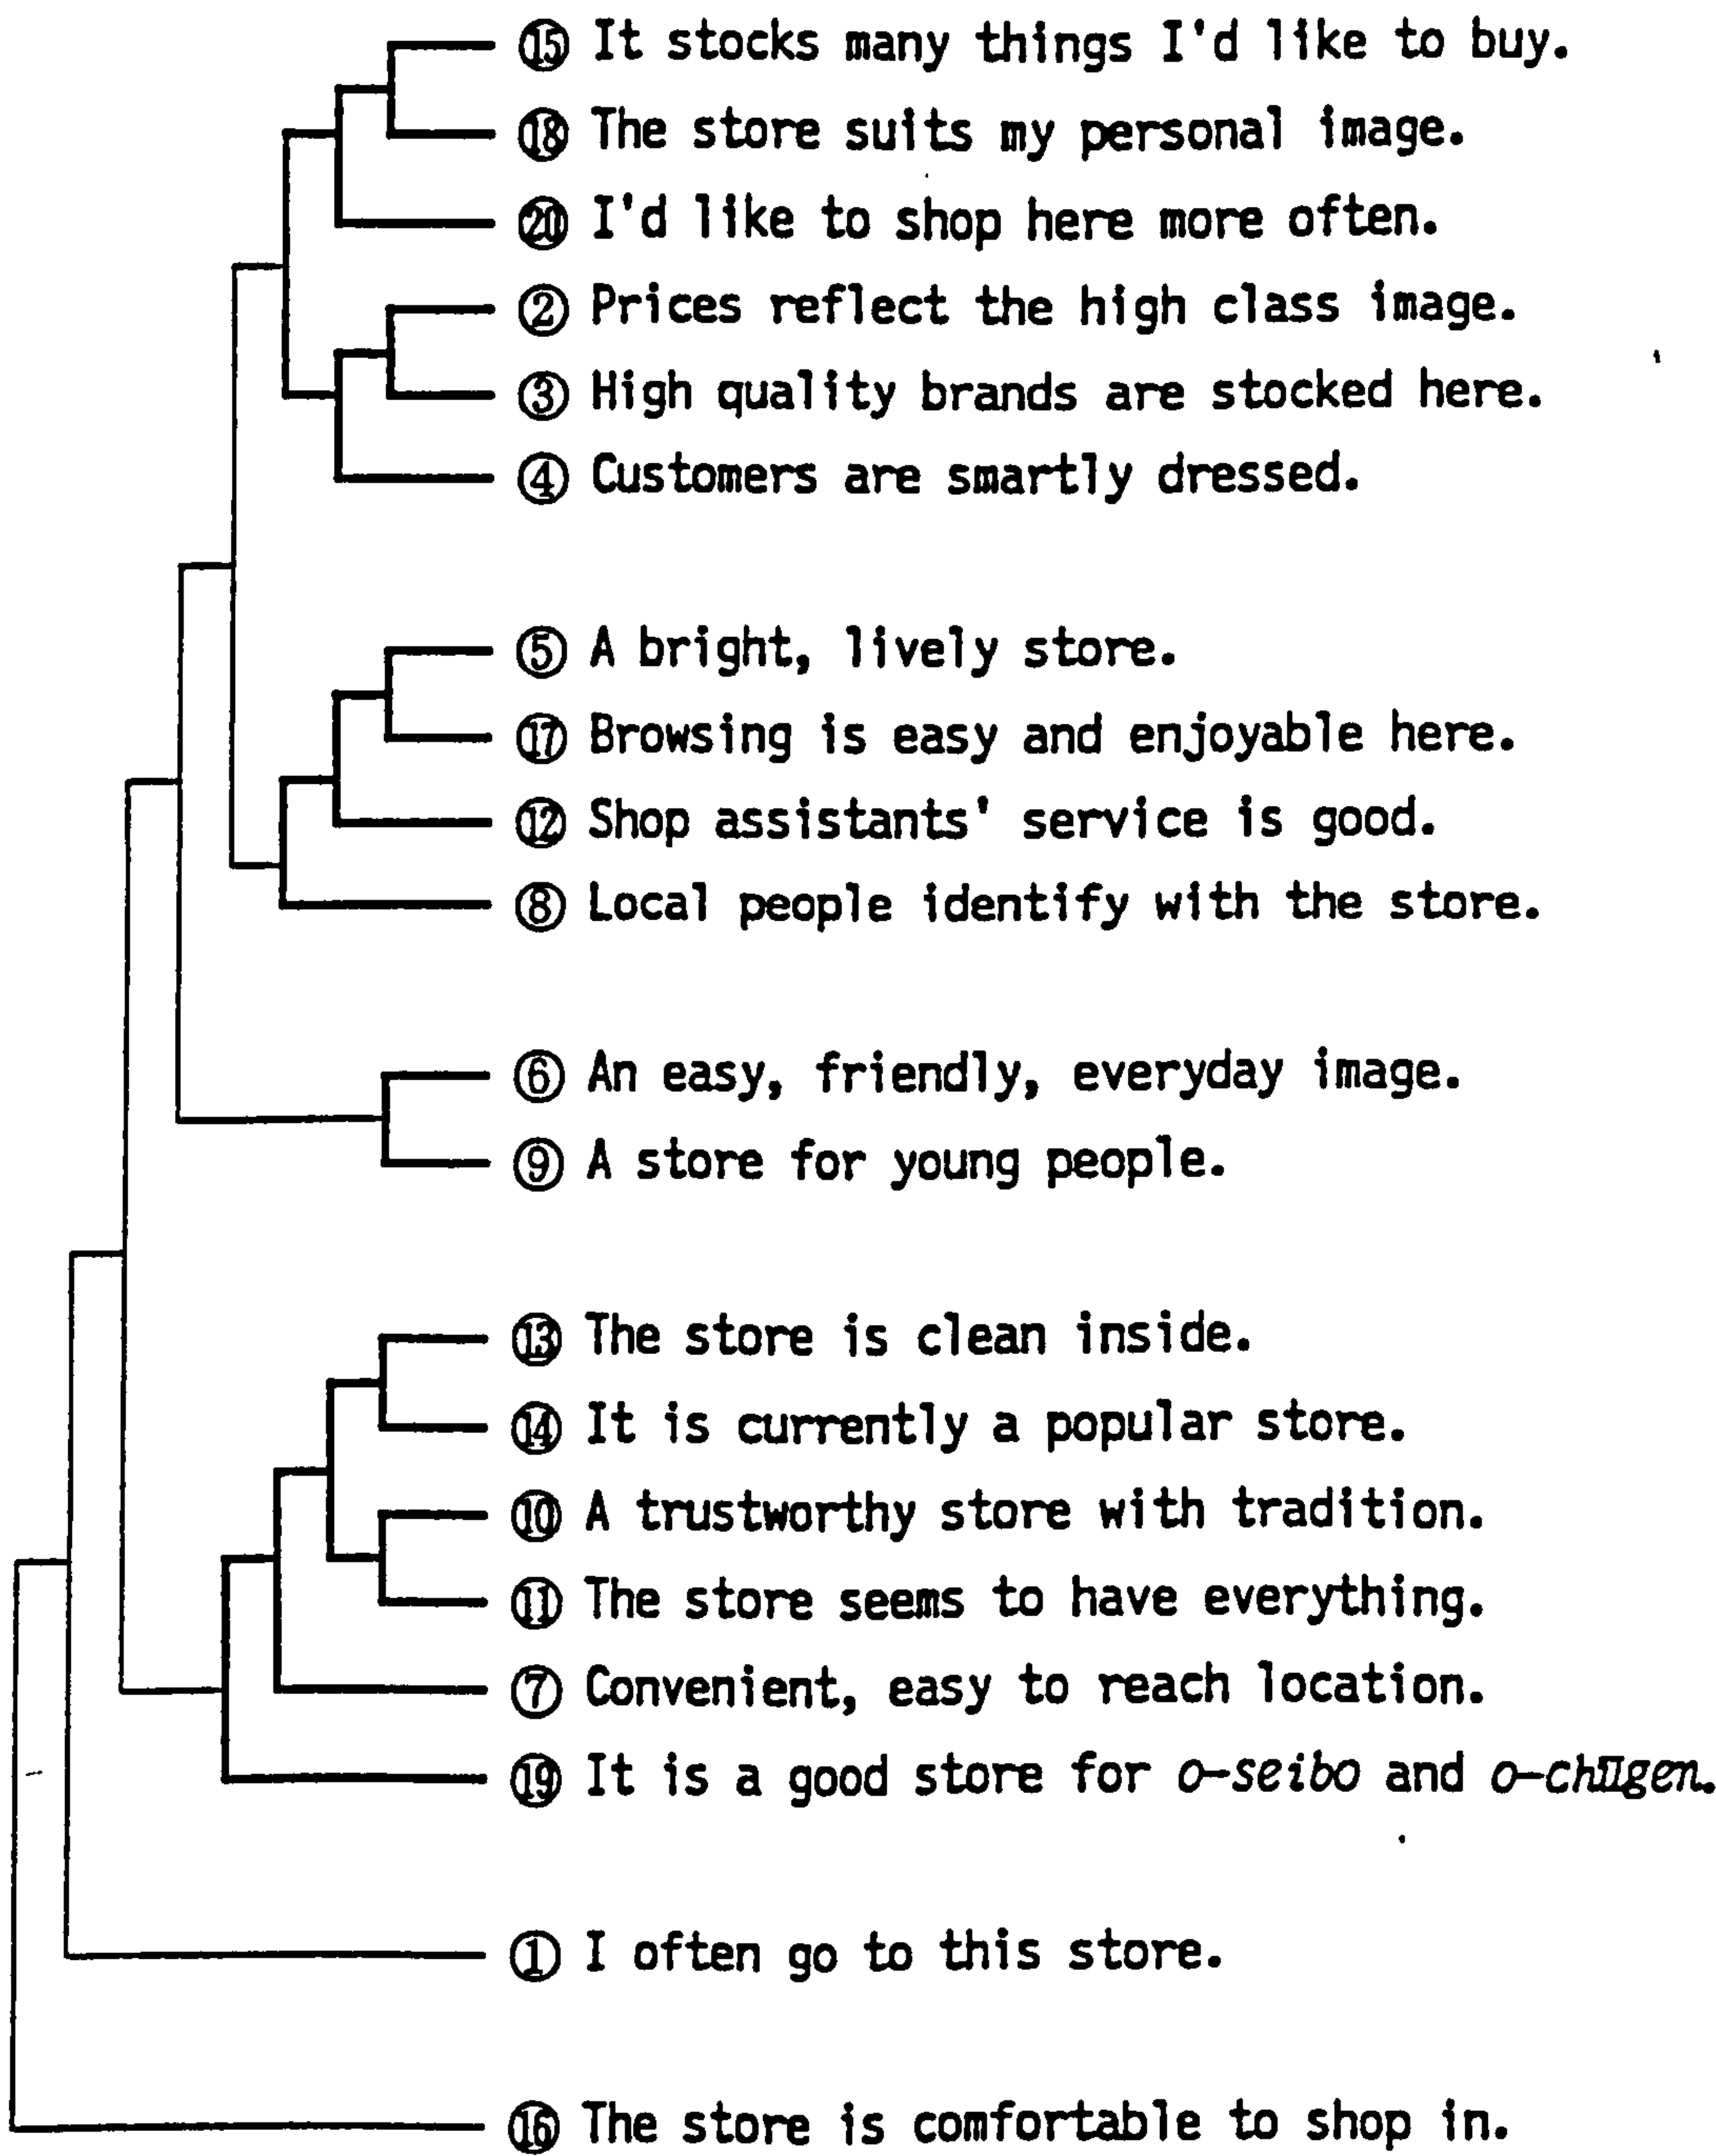 ⑮ It stocks many things I'd like to buy.
⑱ The store suits my personal image.
⑳ I'd like to shop here more often.
② Prices reflect the high class image.
③ High quality brands are stocked here.
④ Customers are smartly dressed.
⑤ A bright, lively store.
⑰ Browsing is easy and enjoyable here.
⑫ Shop assistants' service is good.
⑧ Local people identify with the store.
⑥ An easy, friendly, everyday image.
⑨ A store for young people.
⑬ The store is clean inside.
⑭ It is currently a popular store.
⑩ A trustworthy store with tradition.
⑪ The store seems to have everything.
⑦ Convenient, easy to reach location.
⑲ It is a good store for o-seibo and o-chūgen.
① I often go to this store.
⑯ The store is comfortable to shop in.